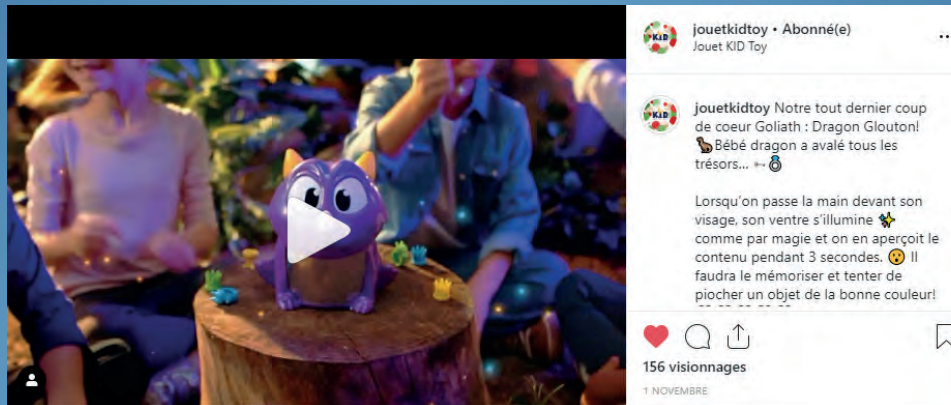 jouetkidtoy • Abonné(e)
Jouet KID Toy
KID
KID
jouetkidtoy Notre tout dernier coup
de coeur Goliath : Dragon Glouton!
Bébé dragon a avalé tous les
trésors...
Lorsqu'on passe la main devant son
visage, son ventre s'illumine
comme par magie et on en aperçoit le
contenu pendant 3 secondes. Il
faudra le mémoriser et tenter de
piocher un objet de la bonne couleur!
156 visionnages
1 NOVEMBRE